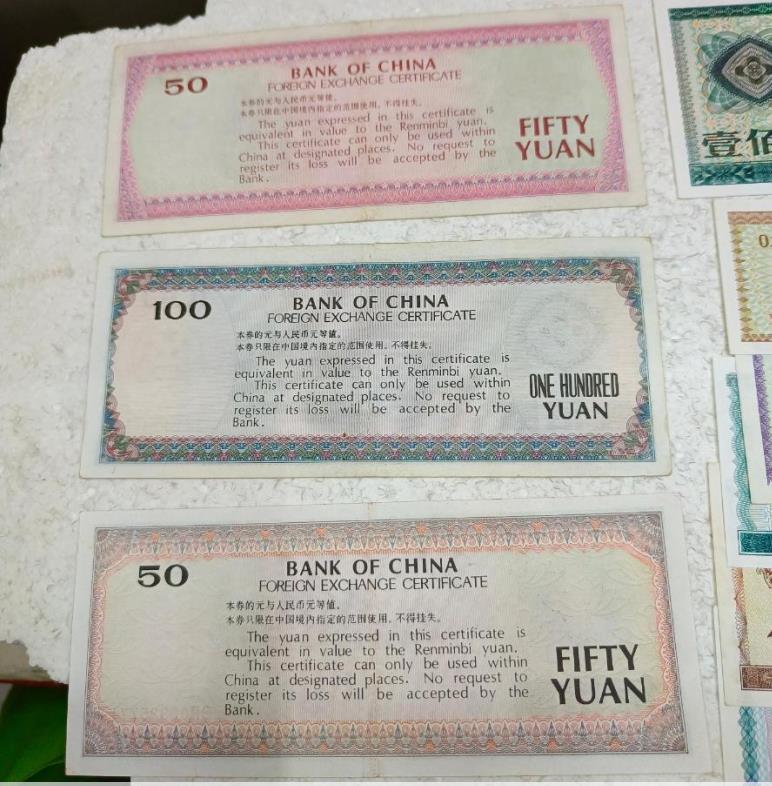 50
BANK OF CHINA
FOREIGN EXCHANGE CERTIFICATE
本券的元与人民币元等值。
本券只限在中国境内指定的范围使用,不得挂失。
The yuan expressed in this certificate is
equivalent in value to the Renminbi yuan.
This certificate can only be used within
China at designated places. No request to
register its loss will be accepted by the
Bank.
FIFTY
YUAN
100
BANK OF CHINA
FOREIGN EXCHANGE CERTIFICATE
本券的元与人民币元等值。
本券只限在中国境内指定的范围使用,不得挂失。
The yuan expressed in this certificate is
equivalent in value to the Renminbi yuan.
This certificate can only be used within
China at designated places. No request to
register its loss will be accepted by the
Bank.
ONE HUNDRED
YUAN
50
BANK OF CHINA
FOREIGN EXCHANGE CERTIFICATE
本券的元与人民币元等值。
本券只限在中国境内指定的范围使用,不得挂失。
The yuan expressed in this certificate is
equivalent in value to the Renminbi yuan.
This certificate can only be used within
China at designated places. No request to
register its loss will be accepted by the
Bank.
FIFTY
YUAN
壹佰
0